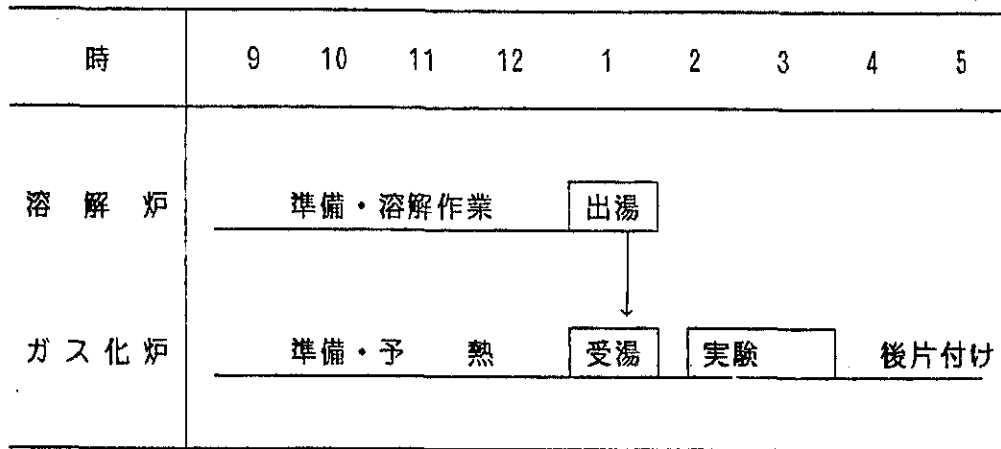 時 9 10 11 12 1 2 3 4 5
溶解炉 準備・溶解作業 出湯
ガス化炉 準備・予熱 受湯 実験 後片付け